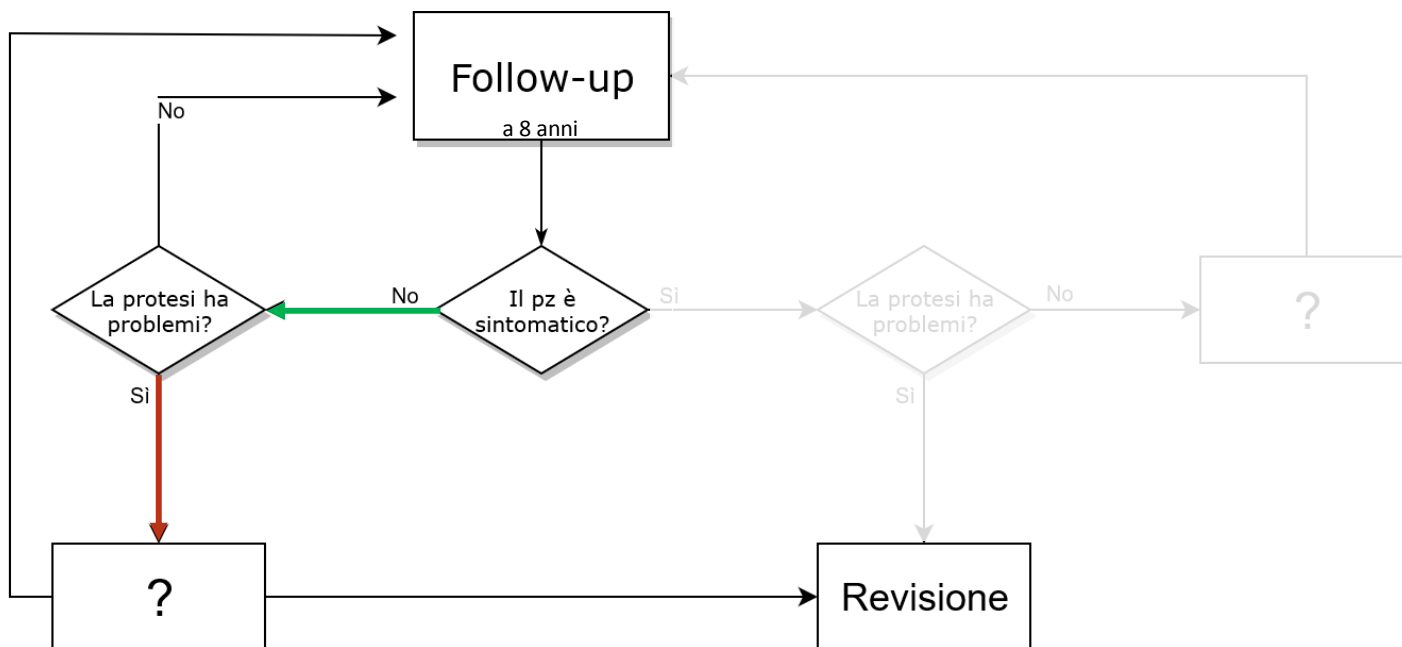 Follow-up
a 8 anni
No
La protesi ha
problemi?
No
Il pz è
sintomatico?
Sì
La protesi ha
problemi?
No
?
Sì
Sì
?
Revisione